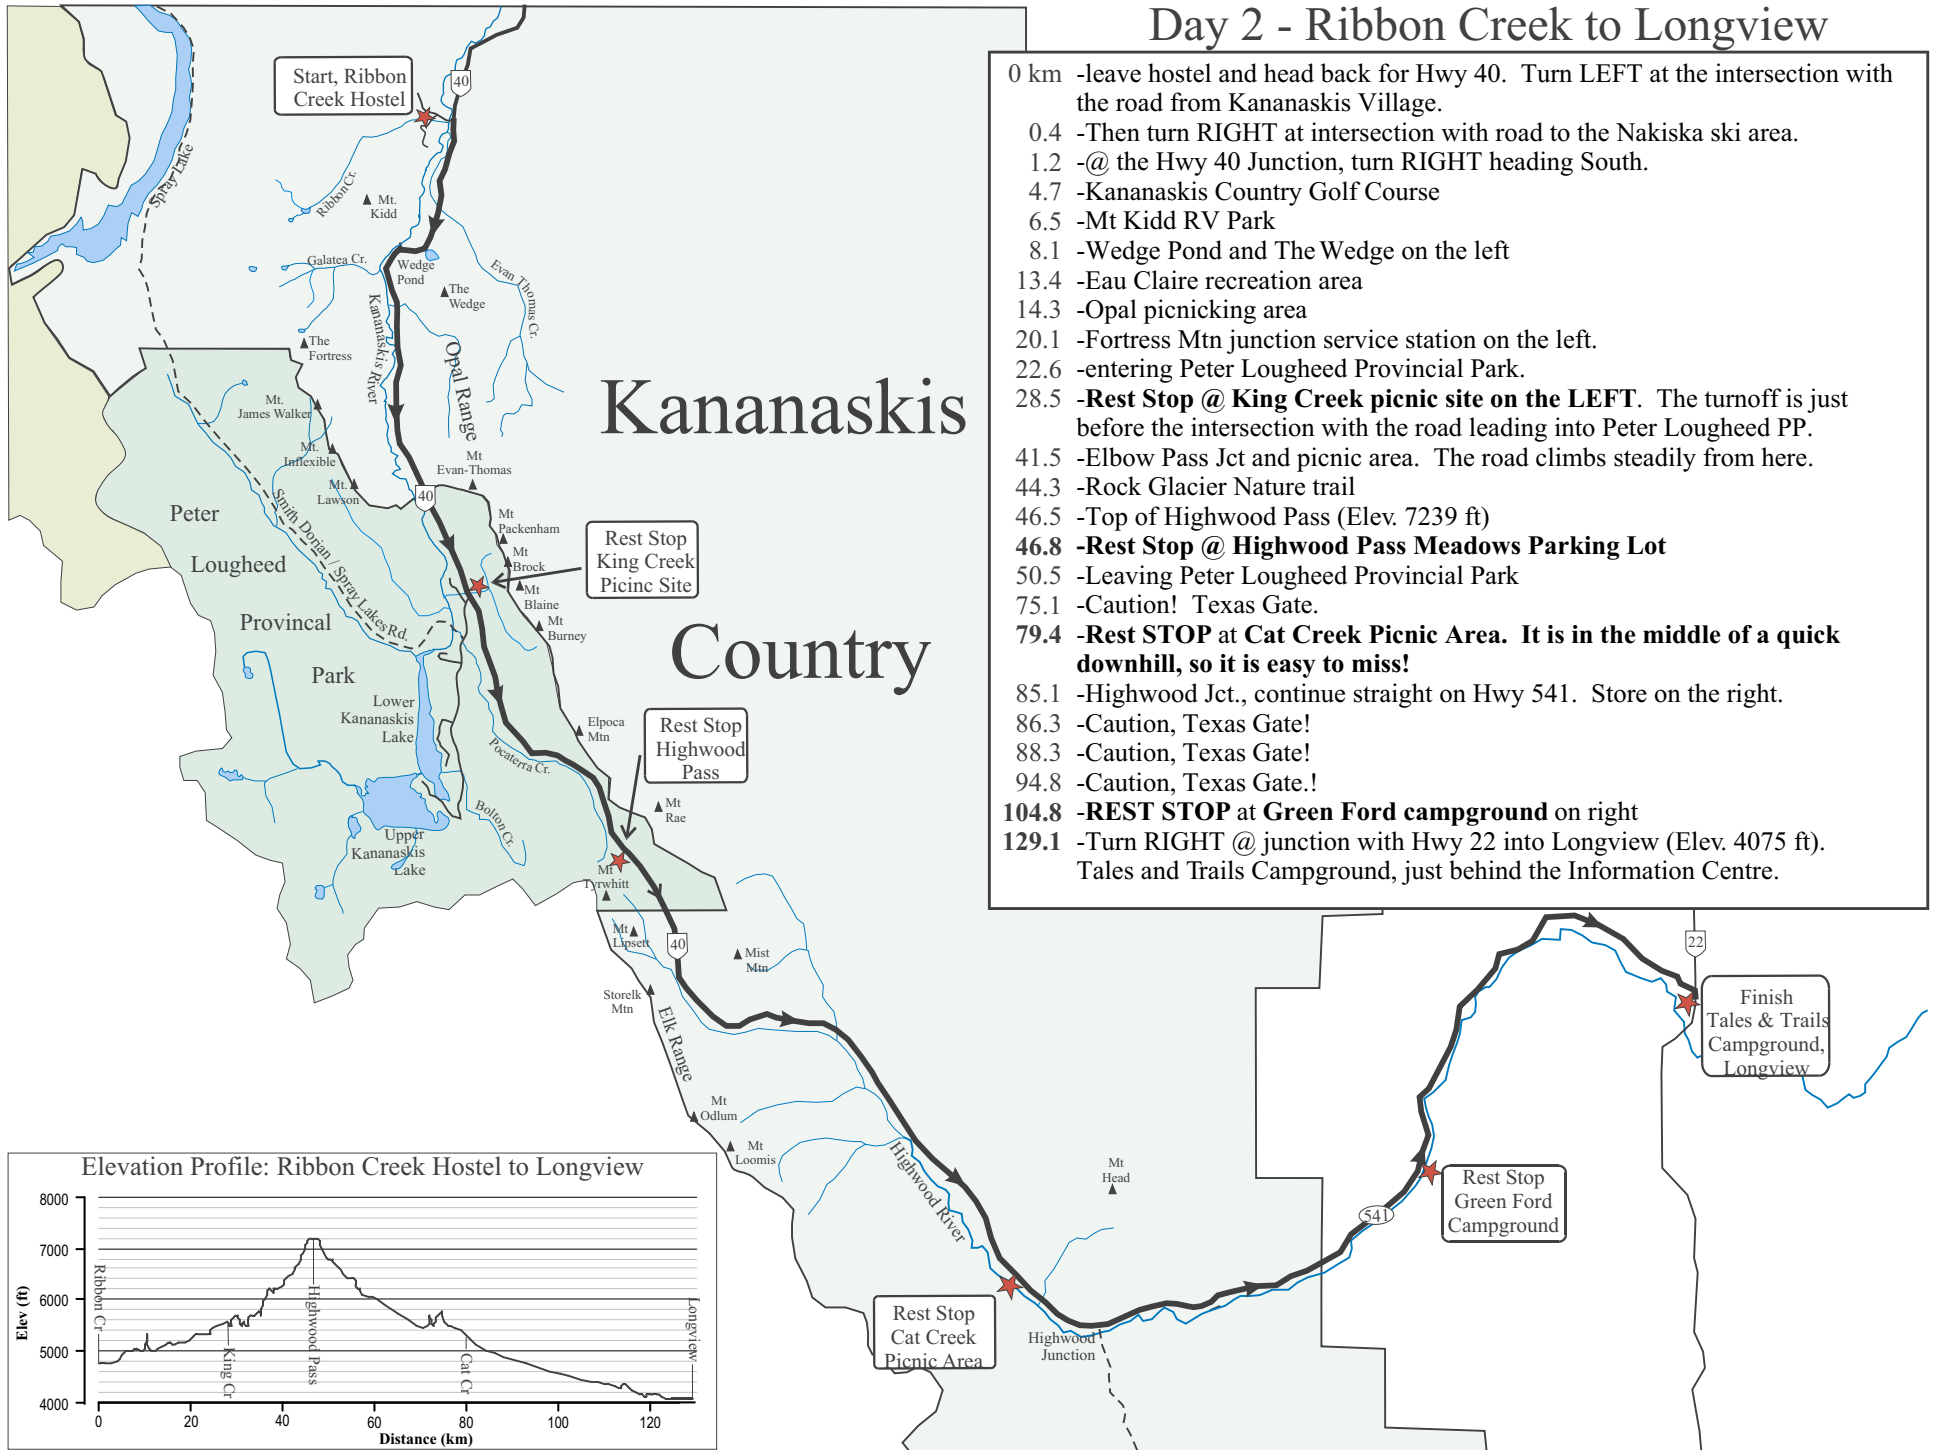 Day 2 - Ribbon Creek to Longview
0 km -leave hostel and head back for Hwy 40. Turn LEFT at the intersection with
the road from Kananaskis Village.
0.4 -Then turn RIGHT at intersection with road to the Nakiska ski area.
1.2 -@ the Hwy 40 Junction, turn RIGHT heading South.
4.7 -Kananaskis Country Golf Course
6.5 -Mt Kidd RV Park
8.1 -Wedge Pond and The Wedge on the left
13.4 -Eau Claire recreation area
14.3 -Opal picnicking area
20.1 -Fortress Mtn junction service station on the left.
22.6 -entering Peter Lougheed Provincial Park.
28.5 -Rest Stop @ King Creek picnic site on the LEFT. The turnoff is just
before the intersection with the road leading into Peter Lougheed PP.
41.5 -Elbow Pass Jct and picnic area. The road climbs steadily from here.
44.3 -Rock Glacier Nature trail
46.5 -Top of Highwood Pass (Elev. 7239 ft)
46.8 -Rest Stop @ Highwood Pass Meadows Parking Lot
50.5 -Leaving Peter Lougheed Provincial Park
75.1 -Caution! Texas Gate.
79.4 -Rest STOP at Cat Creek Picnic Area. It is in the middle of a quick
downhill, so it is easy to miss!
85.1 -Highwood Jct., continue straight on Hwy 541. Store on the right.
86.3 -Caution, Texas Gate!
88.3 -Caution, Texas Gate!
94.8 -Caution, Texas Gate.!
104.8 -REST STOP at Green Ford campground on right
129.1 -Turn RIGHT @ junction with Hwy 22 into Longview (Elev. 4075 ft).
Tales and Trails Campground, just behind the Information Centre.
Start, Ribbon
Creek Hostel
40
Spray Lake
Ribbon Cr.
Mt.
Kidd
Galatea Cr.
Wedge
Pond
Evan Thomas Cr.
The
Wedge
Kananaskis River
The
Fortress
Opal Range
Kananaskis
Country
Mt.
James Walker
Mt.
Inflexible
Mt.
Lawson
Mt
Evan-Thomas
40
Mt
Packenham
Mt
Brock
Mt
Blaine
Mt
Burney
Rest Stop
King Creek
Picinc Site
Peter
Lougheed
Provincal
Park
Smith Dorian / Spray Lakes Rd.
Lower
Kananaskis
Lake
Elpoca
Mtn
Pocaterra Cr.
Rest Stop
Highwood
Pass
Mt
Rae
Bolton Cr.
Upper
Kananaskis
Lake
Mt
Tyrwhitt
Mt
Lipsett
40
Mist
Mtn
Storelk
Mtn
Elk Range
Mt
Odlum
Mt
Loomis
Highwood River
Mt
Head
22
Finish
Tales & Trails
Campground,
Longview
541
Rest Stop
Green Ford
Campground
Rest Stop
Cat Creek
Picnic Area
Highwood
Junction
Elevation Profile: Ribbon Creek Hostel to Longview
Elev (ft)
8000
7000
6000
5000
4000
Ribbon Cr
King Cr
Highwood Pass
Cat Cr
Longview
0 20 40 60 80 100 120
Distance (km)